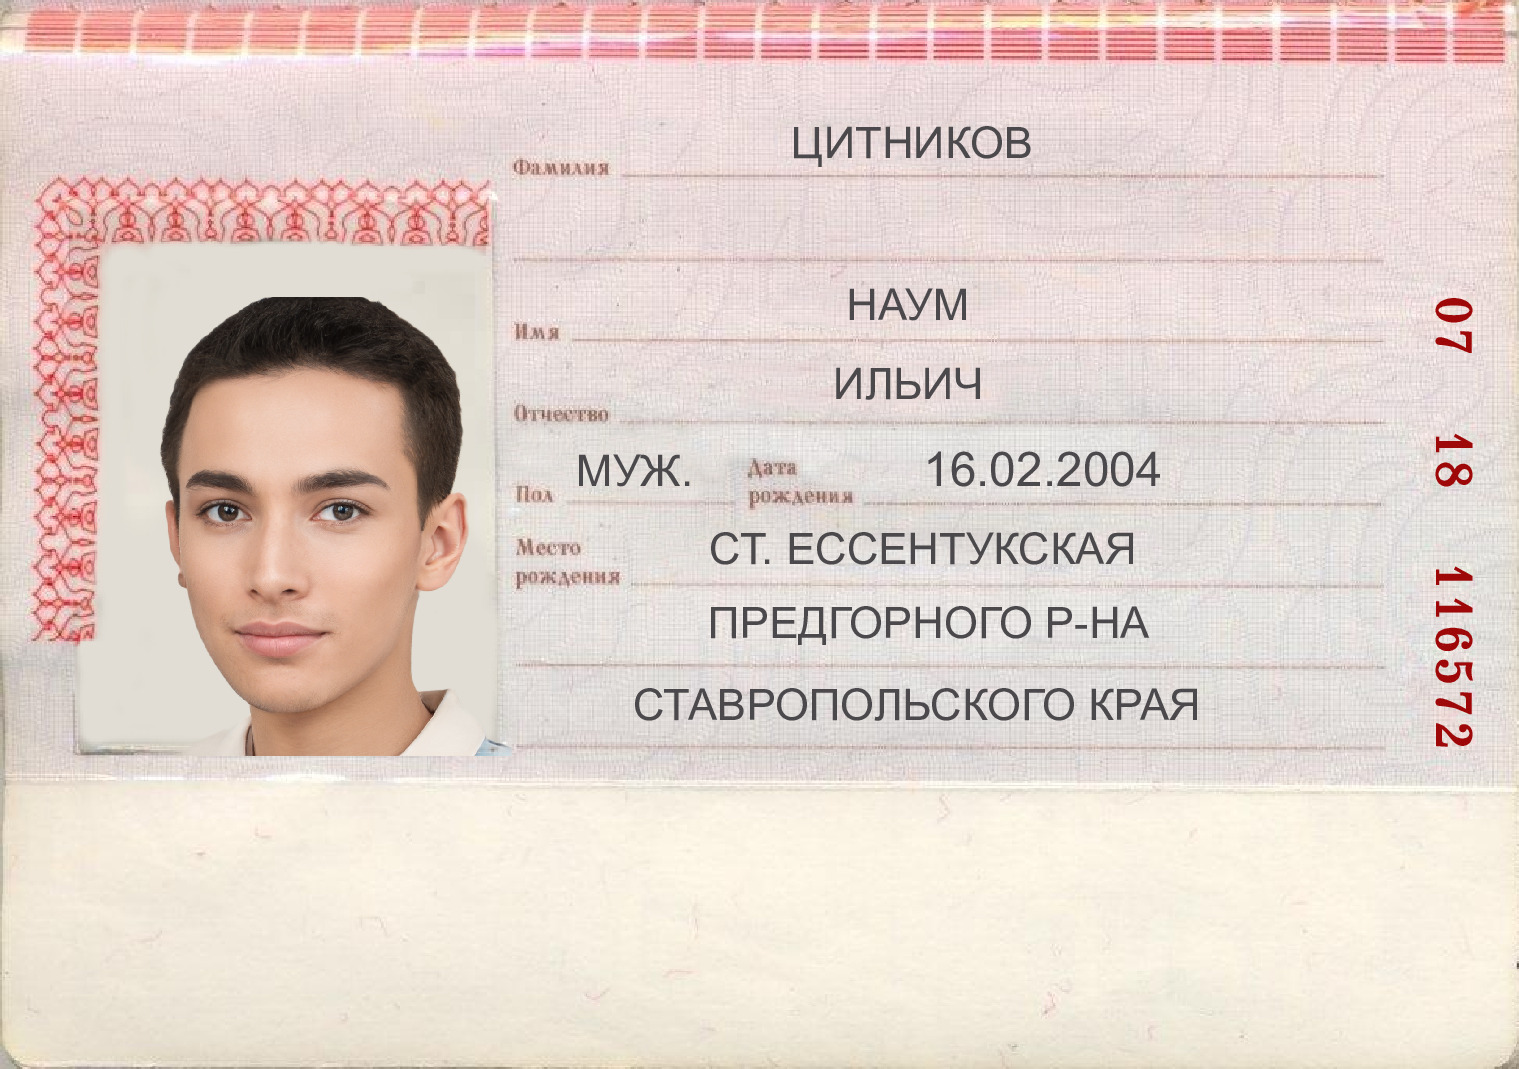 Фамилия ЦИТНИКОВ
Имя НАУМ
Отчество ИЛЬИЧ
Пол МУЖ. Дата рождения 16.02.2004
Место рождения СТ. ЕССЕНТУКСКАЯ
ПРЕДГОРНОГО Р-НА
СТАВРОПОЛЬСКОГО КРАЯ
07 18 116572